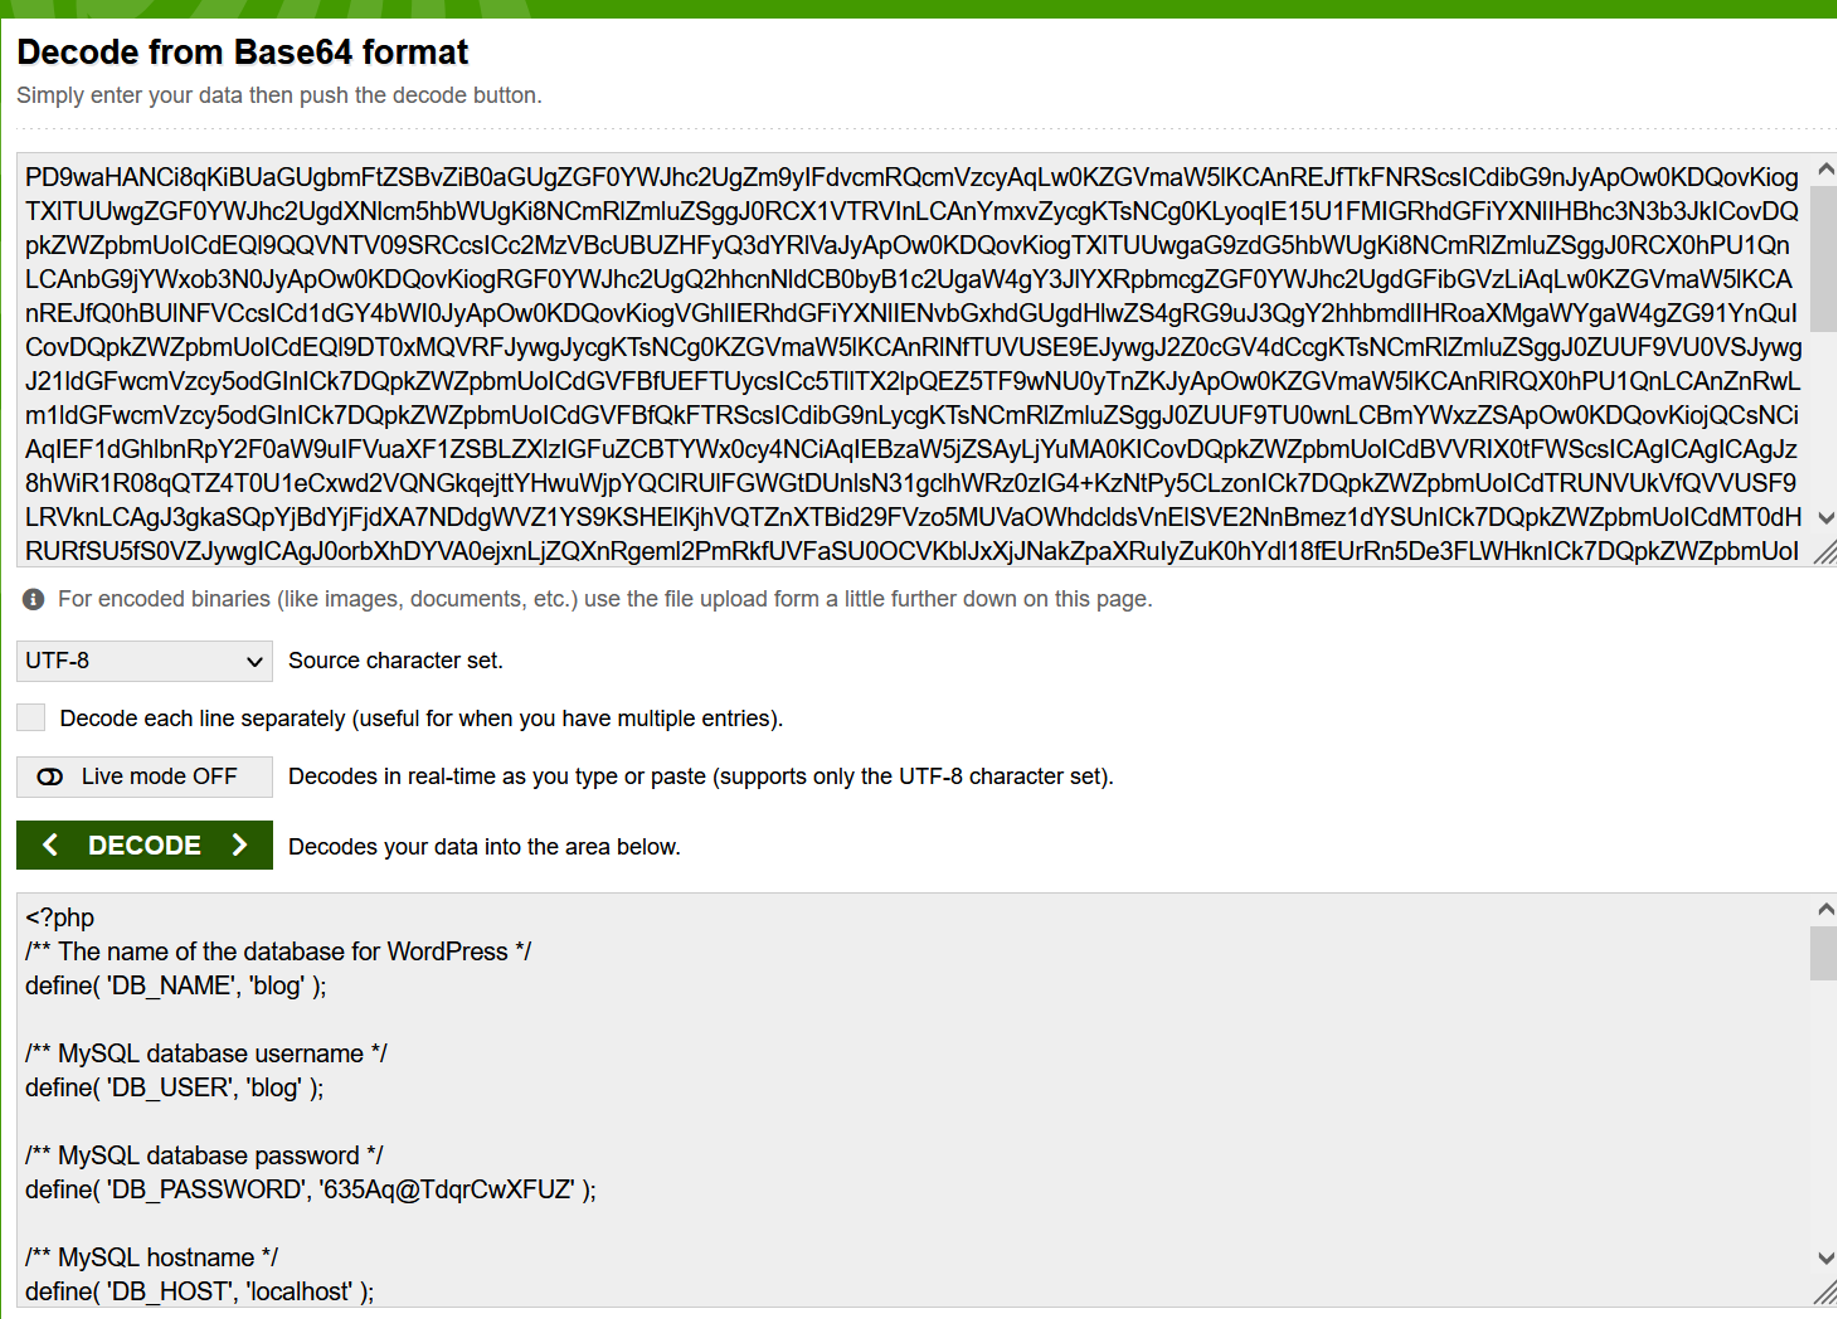 Decode from Base64 format
Simply enter your data then push the decode button.
PD9waHANCi8qKiBUaGUgbmFtZSBvZiB0aGUgZGF0YWJhc2UgZm9yIFdvcmRQcmVzcyAqLw0KZGVmaW5lKCAnREJfTkFNRScsICdibG9nJyApOw0KDQovKiog
TXlTUUwgZGF0YWJhc2UgdXNlcm5hbWUgKi8NCmRlZmluZSggJ0RCX1VTRVInLCAnYmxvZycgKTsNCg0KLyoqIE15U1FMIGRhdGFiYXNlIHBhc3N3b3JkICovDQ
pkZWZpbmUoICdEQl9QQVNTV09SRCcsICc2MzVBcUBUZHFyQ3dYRlVaJyApOw0KDQovKiogTXlTUUwgaG9zdG5hbWUgKi8NCmRlZmluZSggJ0RCX0hPU1Qn
LCAnbG9jYWxob3N0JyApOw0KDQovKiogRGF0YWJhc2UgQ2hhcnNldCB0byB1c2UgaW4gY3JlYXRpbmcgZGF0YWJhc2UgdGFibGVzLiAqLw0KZGVmaW5lKCA
nREJfQ0hBUlNFVCcsICd1dGY4bWI0JyApOw0KDQovKiogVGhlIERhdGFiYXNlIENvbGxhdGUgdHlwZS4gRG9uJ3QgY2hhbmdlIHRoaXMgaWYgaW4gZG91YnQuI
CovDQpkZWZpbmUoICdEQl9DT0xMQVRFJywgJycgKTsNCg0KZGVmaW5lKCAnRlNfTUVUSE9EJywgJ2Z0cGV4dCcgKTsNCmRlZmluZSggJ0ZUUF9VU0VSJywg
J21ldGFwcmVzcy5odGInICk7DQpkZWZpbmUoICdGVFBfUEFTUycsICc5TllTX2lpQEZ5TF9wNU0yTnZKJyApOw0KZGVmaW5lKCAnRlRQX0hPU1QnLCAnZnRwL
m1ldGFwcmVzcy5odGInICk7DQpkZWZpbmUoICdGVFBfQkFTRScsICdibG9nLycgKTsNCmRlZmluZSggJ0ZUUF9TU0wnLCBmYWxzZSApOw0KDQovKiojQCsNCi
AqIEF1dGhlbnRpY2F0aW9uIFVuaXF1ZSBLZXlzIGFuZCBTYWx0cy4NCiAqIEBzaW5jZSAyLjYuMA0KICovDQpkZWZpbmUoICdBVVRIX0tFWScsICAgICAgICAgJz
For encoded binaries (like images, documents, etc.) use the file upload form a little further down on this page.
UTF-8
Source character set.
Decode each line separately (useful for when you have multiple entries).
Live mode OFF
Decodes in real-time as you type or paste (supports only the UTF-8 character set).
DECODE
Decodes your data into the area below.
<?php
/** The name of the database for WordPress */
define( 'DB_NAME', 'blog' );
/** MySQL database username */
define( 'DB_USER', 'blog' );
/** MySQL database password */
define( 'DB_PASSWORD', '635Aq@TdqrCwXFUZ' );
/** MySQL hostname */
define( 'DB_HOST', 'localhost' );